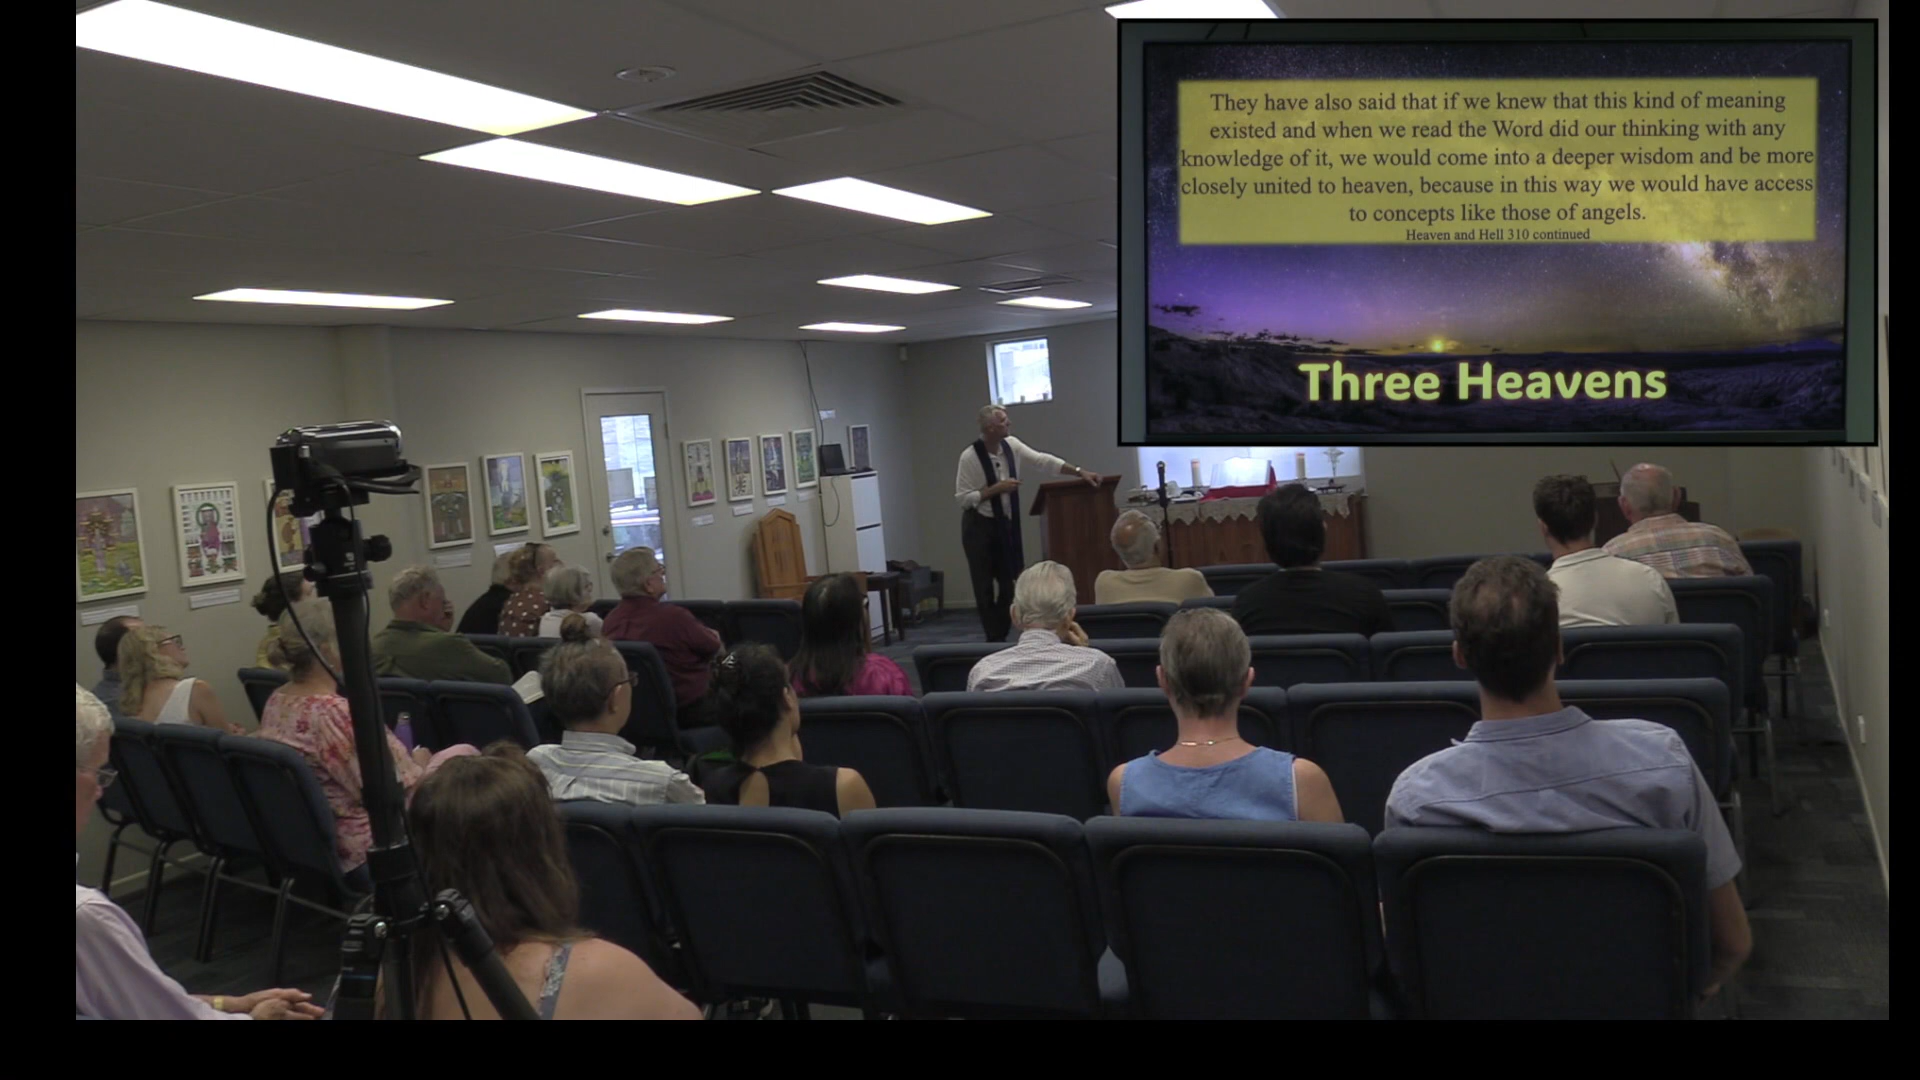 They have also said that if we knew that this kind of meaning
existed and when we read the Word did our thinking with any
knowledge of it, we would come into a deeper wisdom and be more
closely united to heaven, because in this way we would have access
to concepts like those of angels.
Heaven and Hell 310 continued
Three Heavens